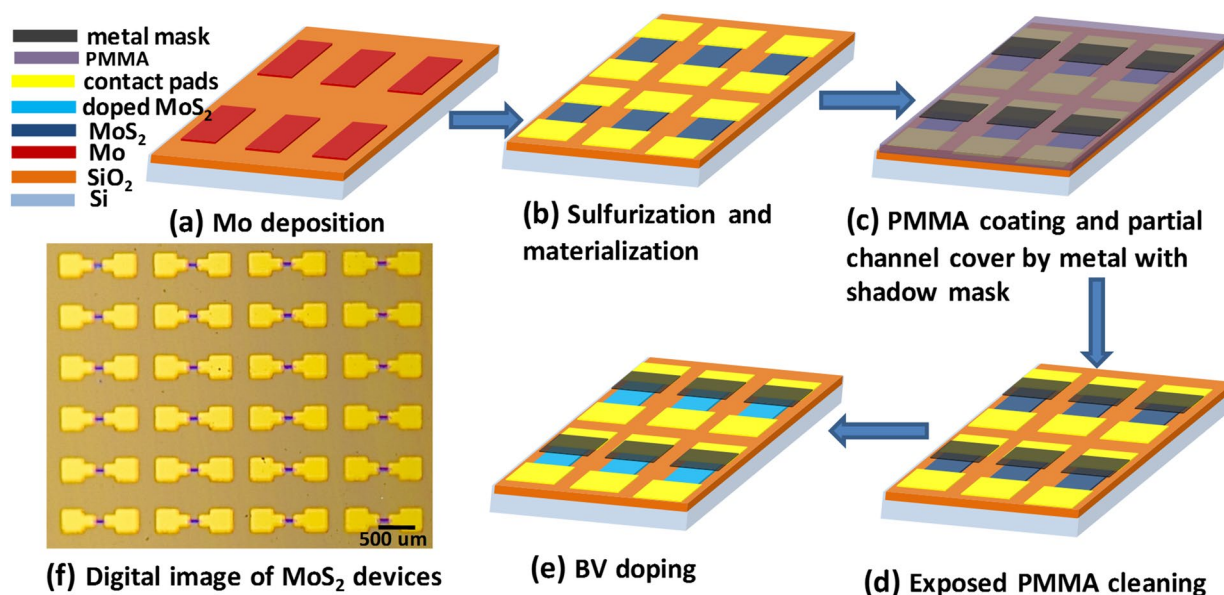 metal mask
PMMA
contact pads
doped MoS₂
MoS₂
Mo
SiO₂
Si
(a) Mo deposition
(b) Sulfurization and
materialization
(c) PMMA coating and partial
channel cover by metal with
shadow mask
500 um
(f) Digital image of MoS₂ devices
(e) BV doping
(d) Exposed PMMA cleaning